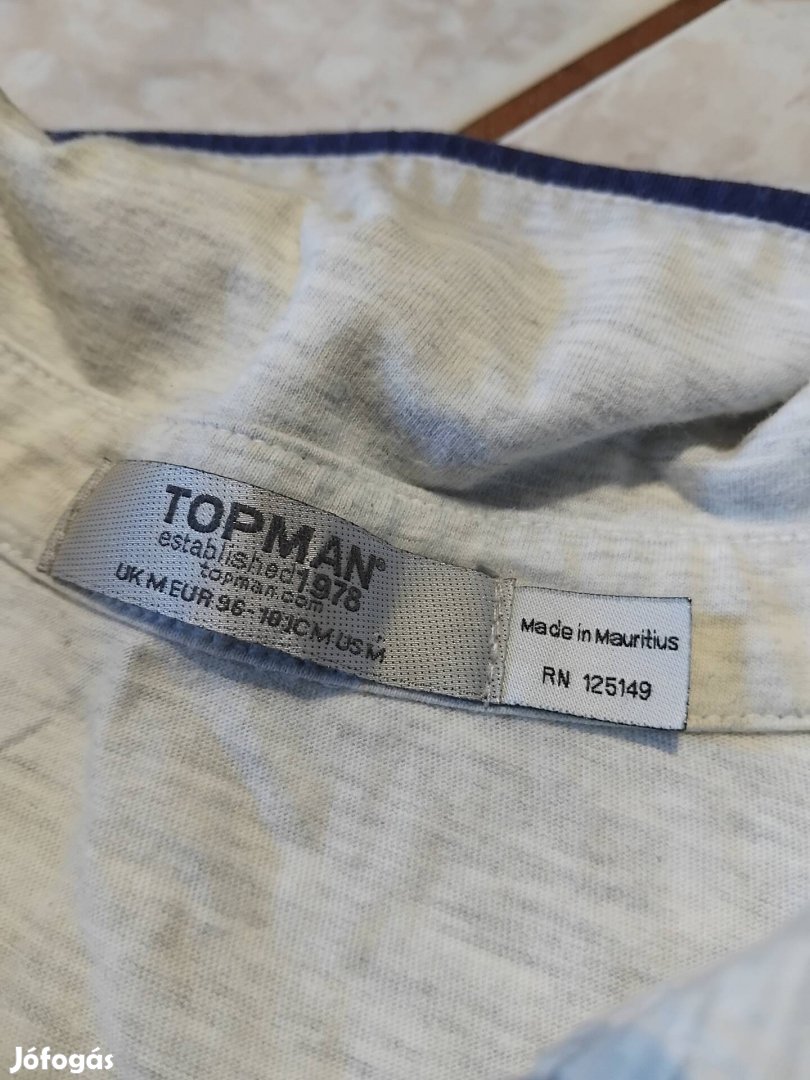 TOPMAN®
established 1978
topman.com
UK M EUR 96-101CM US M
Made in Mauritius
RN 125149
Jófogás